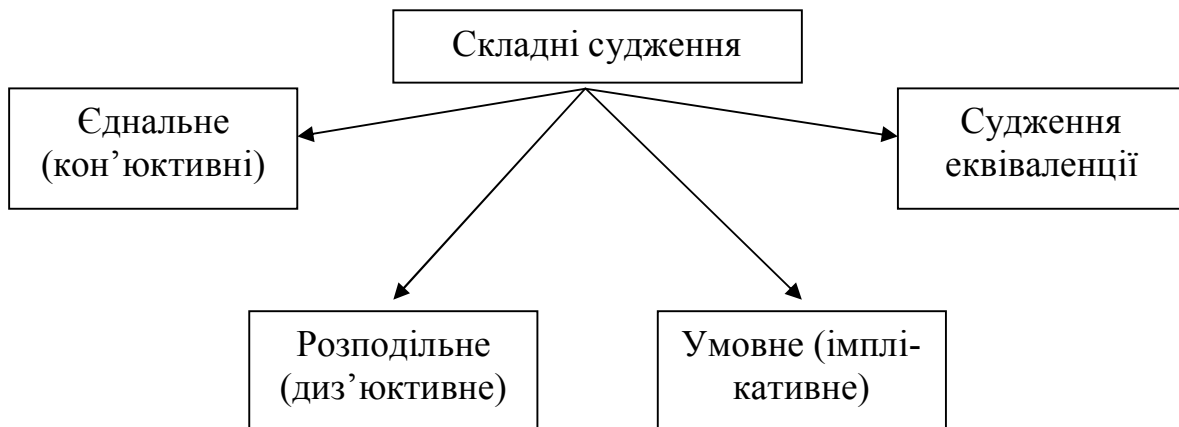 Складні судження
Єднальне
(кон’юктивні)
Судження
еквіваленції
Розподільне
(диз’юктивне)
Умовне (імплі-
кативне)